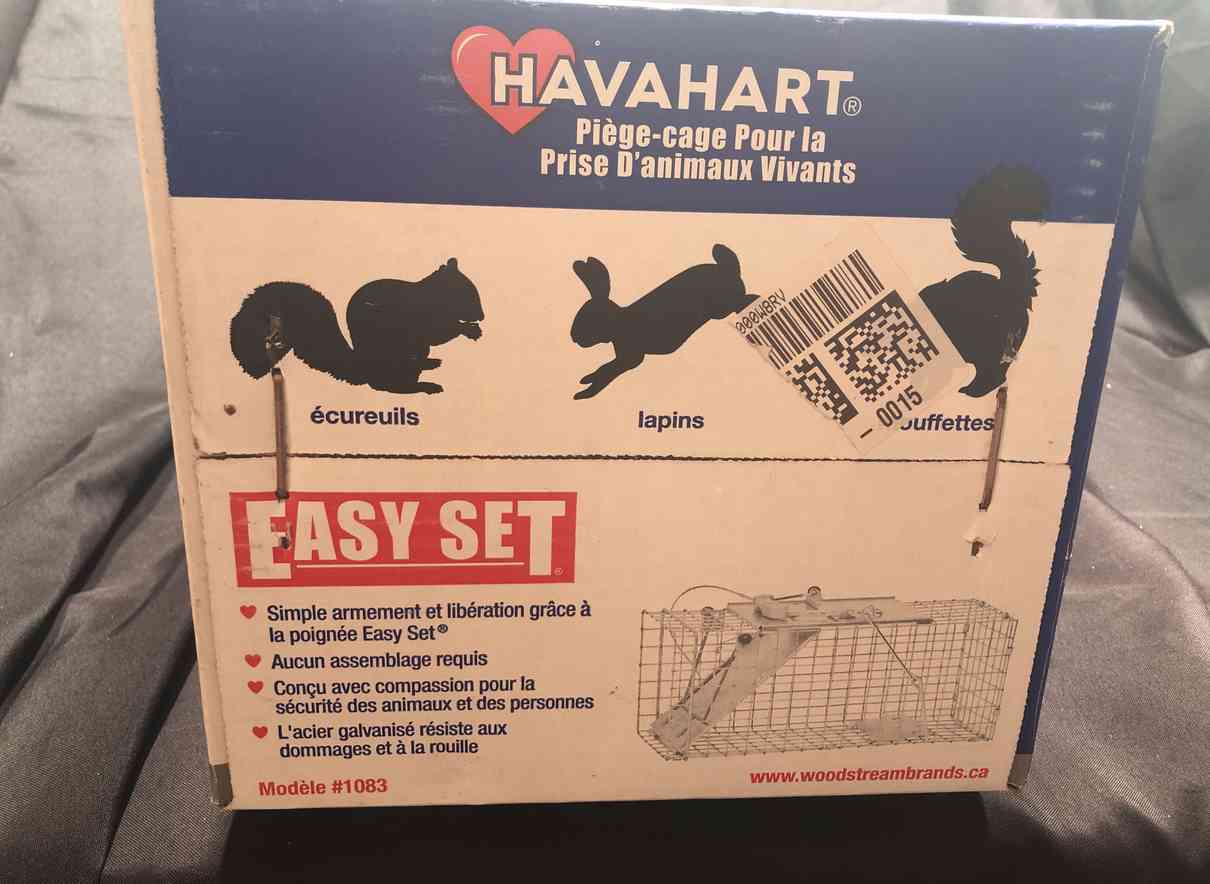 HAVAHART®
Piège-cage Pour la
Prise D'animaux Vivants
000W8RV
0015
écureuils
lapins
ouffettes
EASY SET®
Simple armement et libération grâce à
la poignée Easy Set®
Aucun assemblage requis
Conçu avec compassion pour la
sécurité des animaux et des personnes
L'acier galvanisé résiste aux
dommages et à la rouille
Modèle #1083
www.woodstreambrands.ca